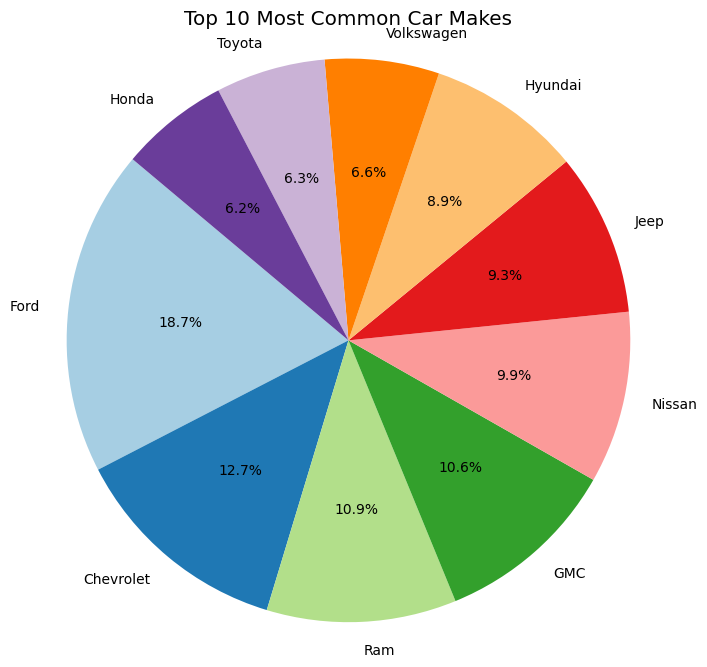 Top 10 Most Common Car Makes
Volkswagen
Toyota
Hyundai
Honda
6.6%
6.3%
8.9%
6.2%
Jeep
9.3%
Ford
18.7%
9.9%
Nissan
12.7%
10.6%
10.9%
Chevrolet
GMC
Ram